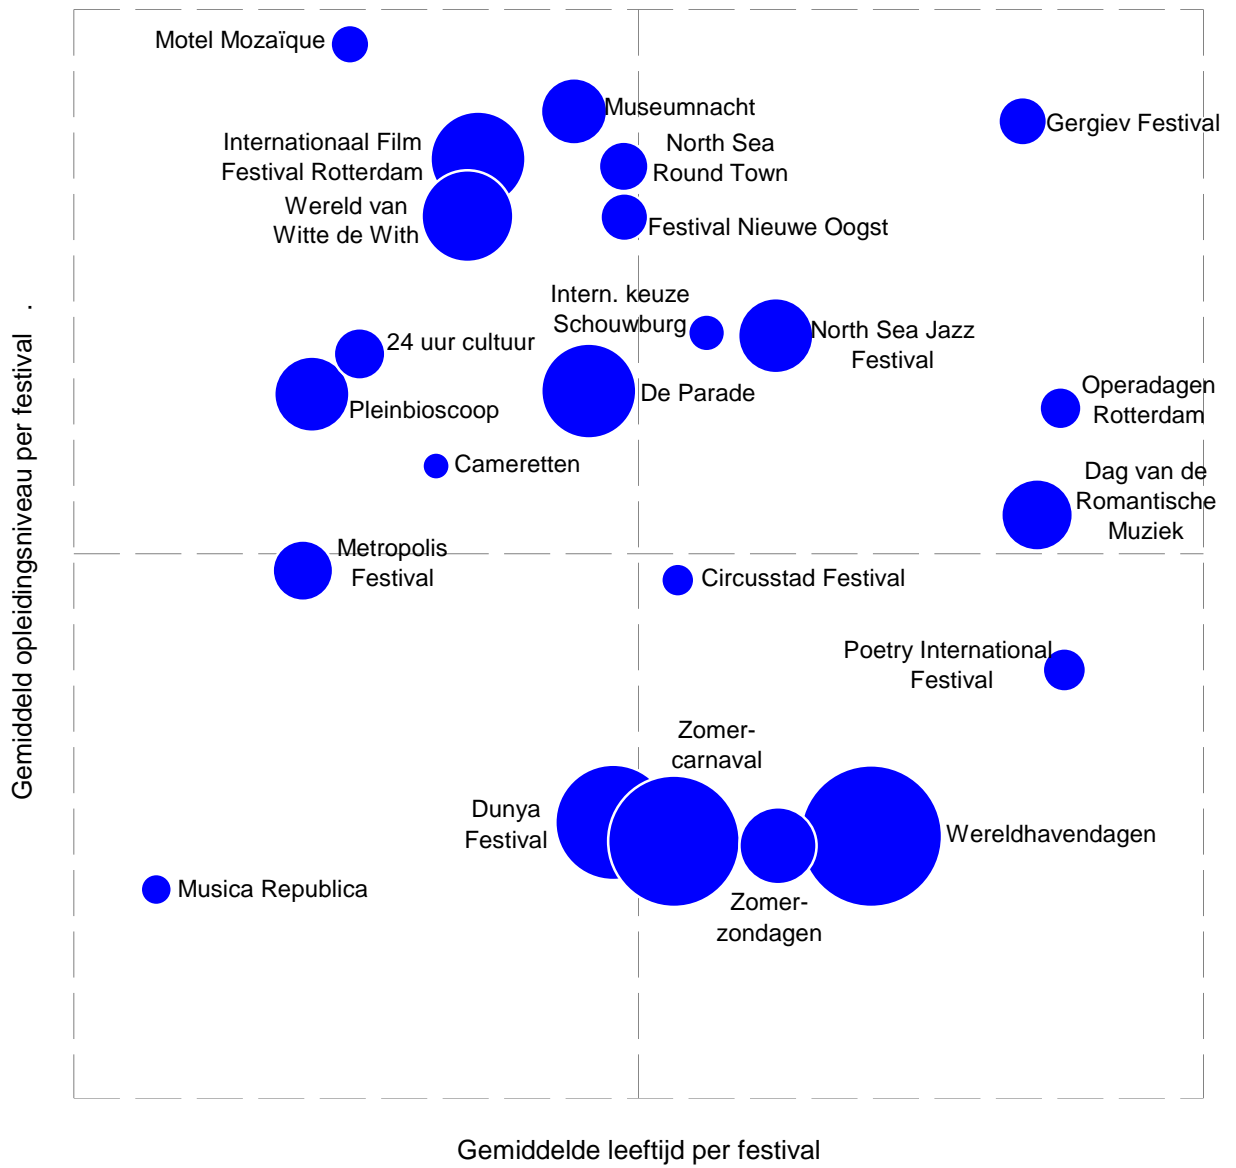 Motel Mozaïque
Museumnacht
Gergiev Festival
Internationaal Film
Festival Rotterdam
North Sea
Round Town
Wereld van
Witte de With
Festival Nieuwe Oogst
Intern. keuze
Schouwburg
North Sea Jazz
Festival
24 uur cultuur
Pleinbioscoop
De Parade
Operadagen
Rotterdam
Cameretten
Dag van de
Romantische
Muziek
Metropolis
Festival
Circusstad Festival
Poetry International
Festival
Zomer-
carnaval
Dunya
Festival
Wereldhavendagen
Musica Republica
Zomer-
zondagen
Gemiddeld opleidingsniveau per festival .
Gemiddelde leeftijd per festival